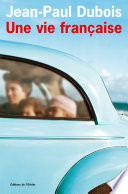 Jean-Paul Dubois
Une vie française
Éditions de l'Olivier